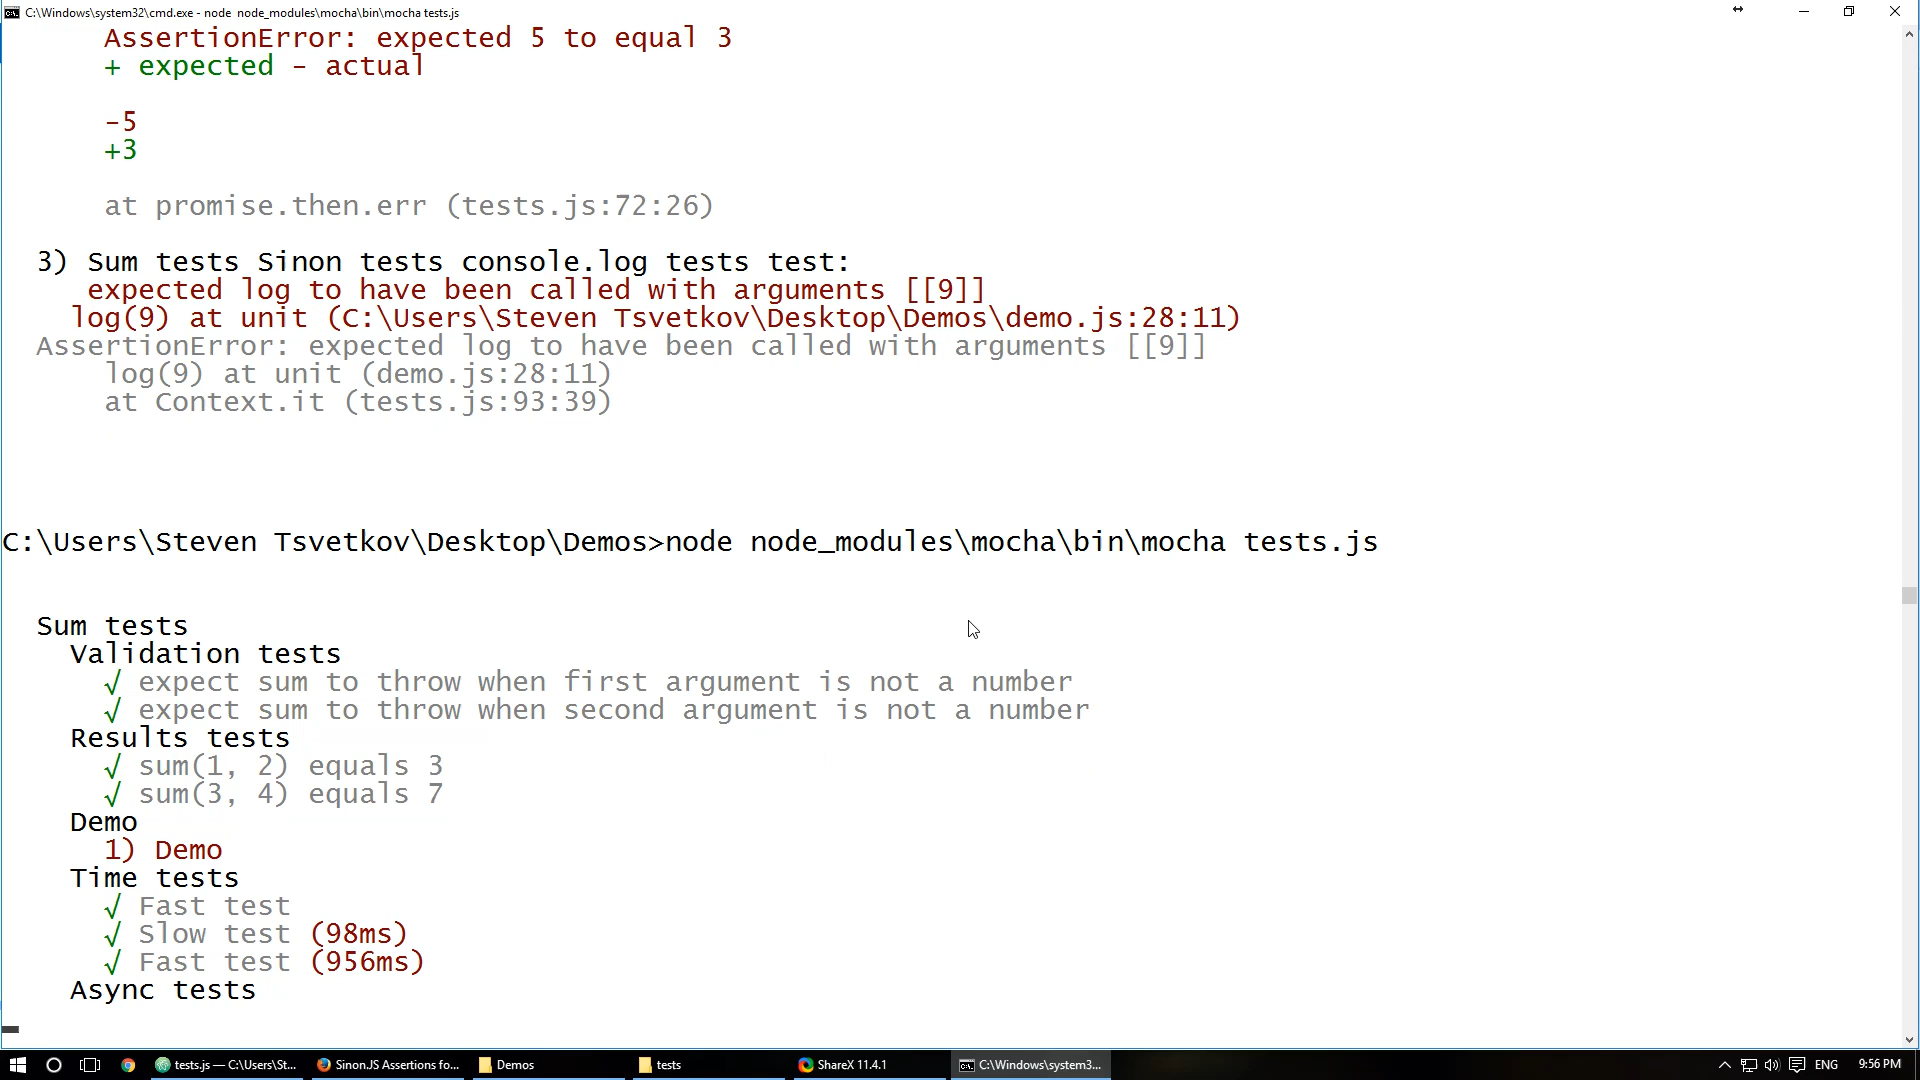 C:\Windows\system32\cmd.exe - node  node_modules\mocha\bin\mocha tests.js
AssertionError: expected 5 to equal 3
+ expected - actual
-5
+3
at promise.then.err (tests.js:72:26)
3) Sum tests Sinon tests console.log tests test:
expected log to have been called with arguments [[9]]
log(9) at unit (C:\Users\Steven Tsvetkov\Desktop\Demos\demo.js:28:11)
AssertionError: expected log to have been called with arguments [[9]]
log(9) at unit (demo.js:28:11)
at Context.it (tests.js:93:39)
C:\Users\Steven Tsvetkov\Desktop\Demos>node node_modules\mocha\bin\mocha tests.js
Sum tests
Validation tests
√ expect sum to throw when first argument is not a number
√ expect sum to throw when second argument is not a number
Results tests
√ sum(1, 2) equals 3
√ sum(3, 4) equals 7
Demo
1) Demo
Time tests
√ Fast test
√ Slow test (98ms)
√ Fast test (956ms)
Async tests
tests.js — C:\Users\St... Sinon.JS Assertions fo... Demos tests ShareX 11.4.1 C:\Windows\system3... ENG 9:56 PM